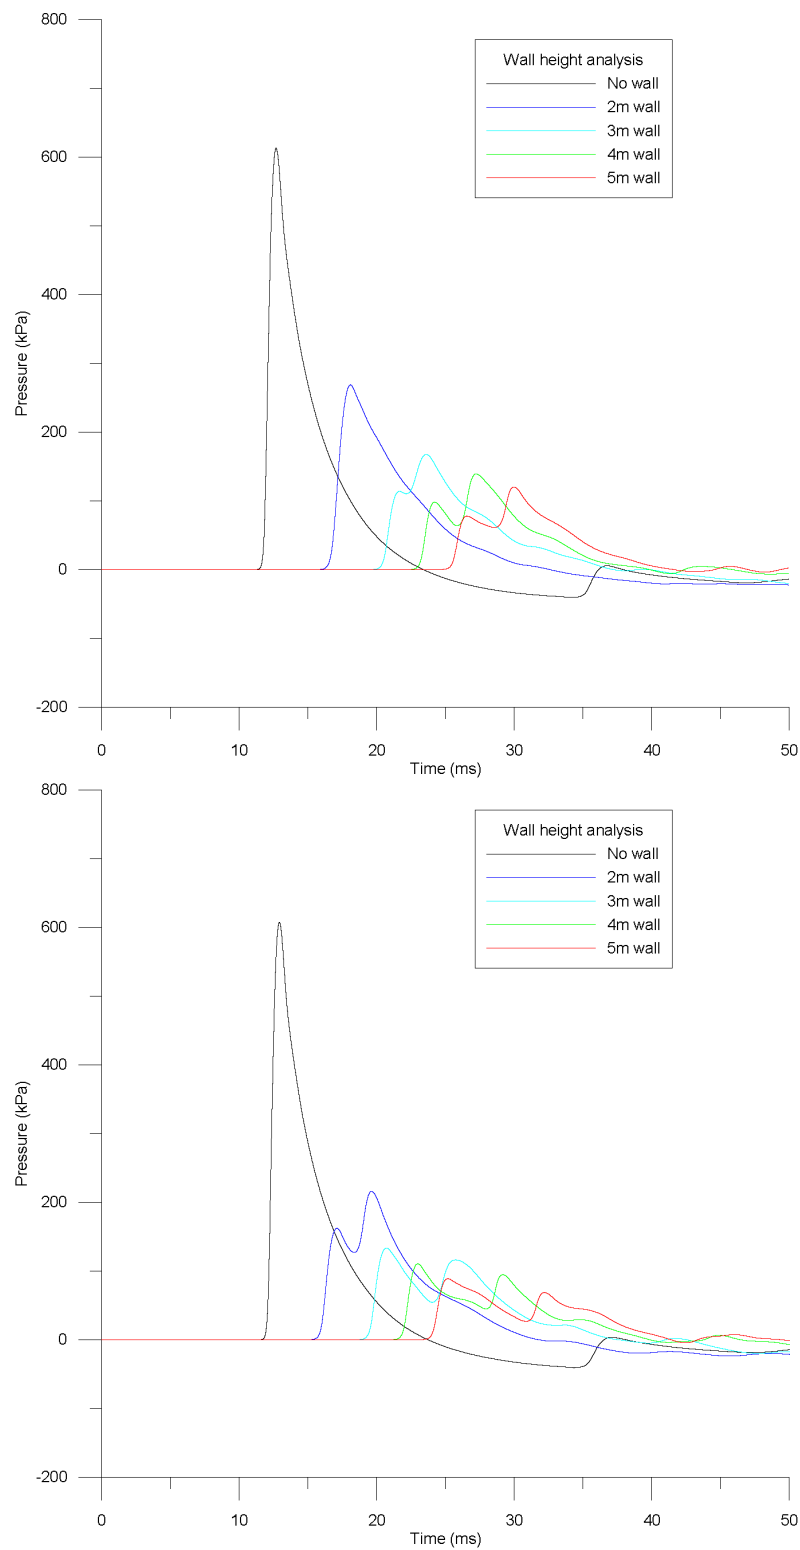 800
Wall height analysis
No wall
2m wall
3m wall
4m wall
5m wall
600
400
Pressure (kPa)
200
0
-200
0 10 20 30 40 50
Time (ms)
800
Wall height analysis
No wall
2m wall
3m wall
4m wall
5m wall
600
400
Pressure (kPa)
200
0
-200
0 10 20 30 40 50
Time (ms)